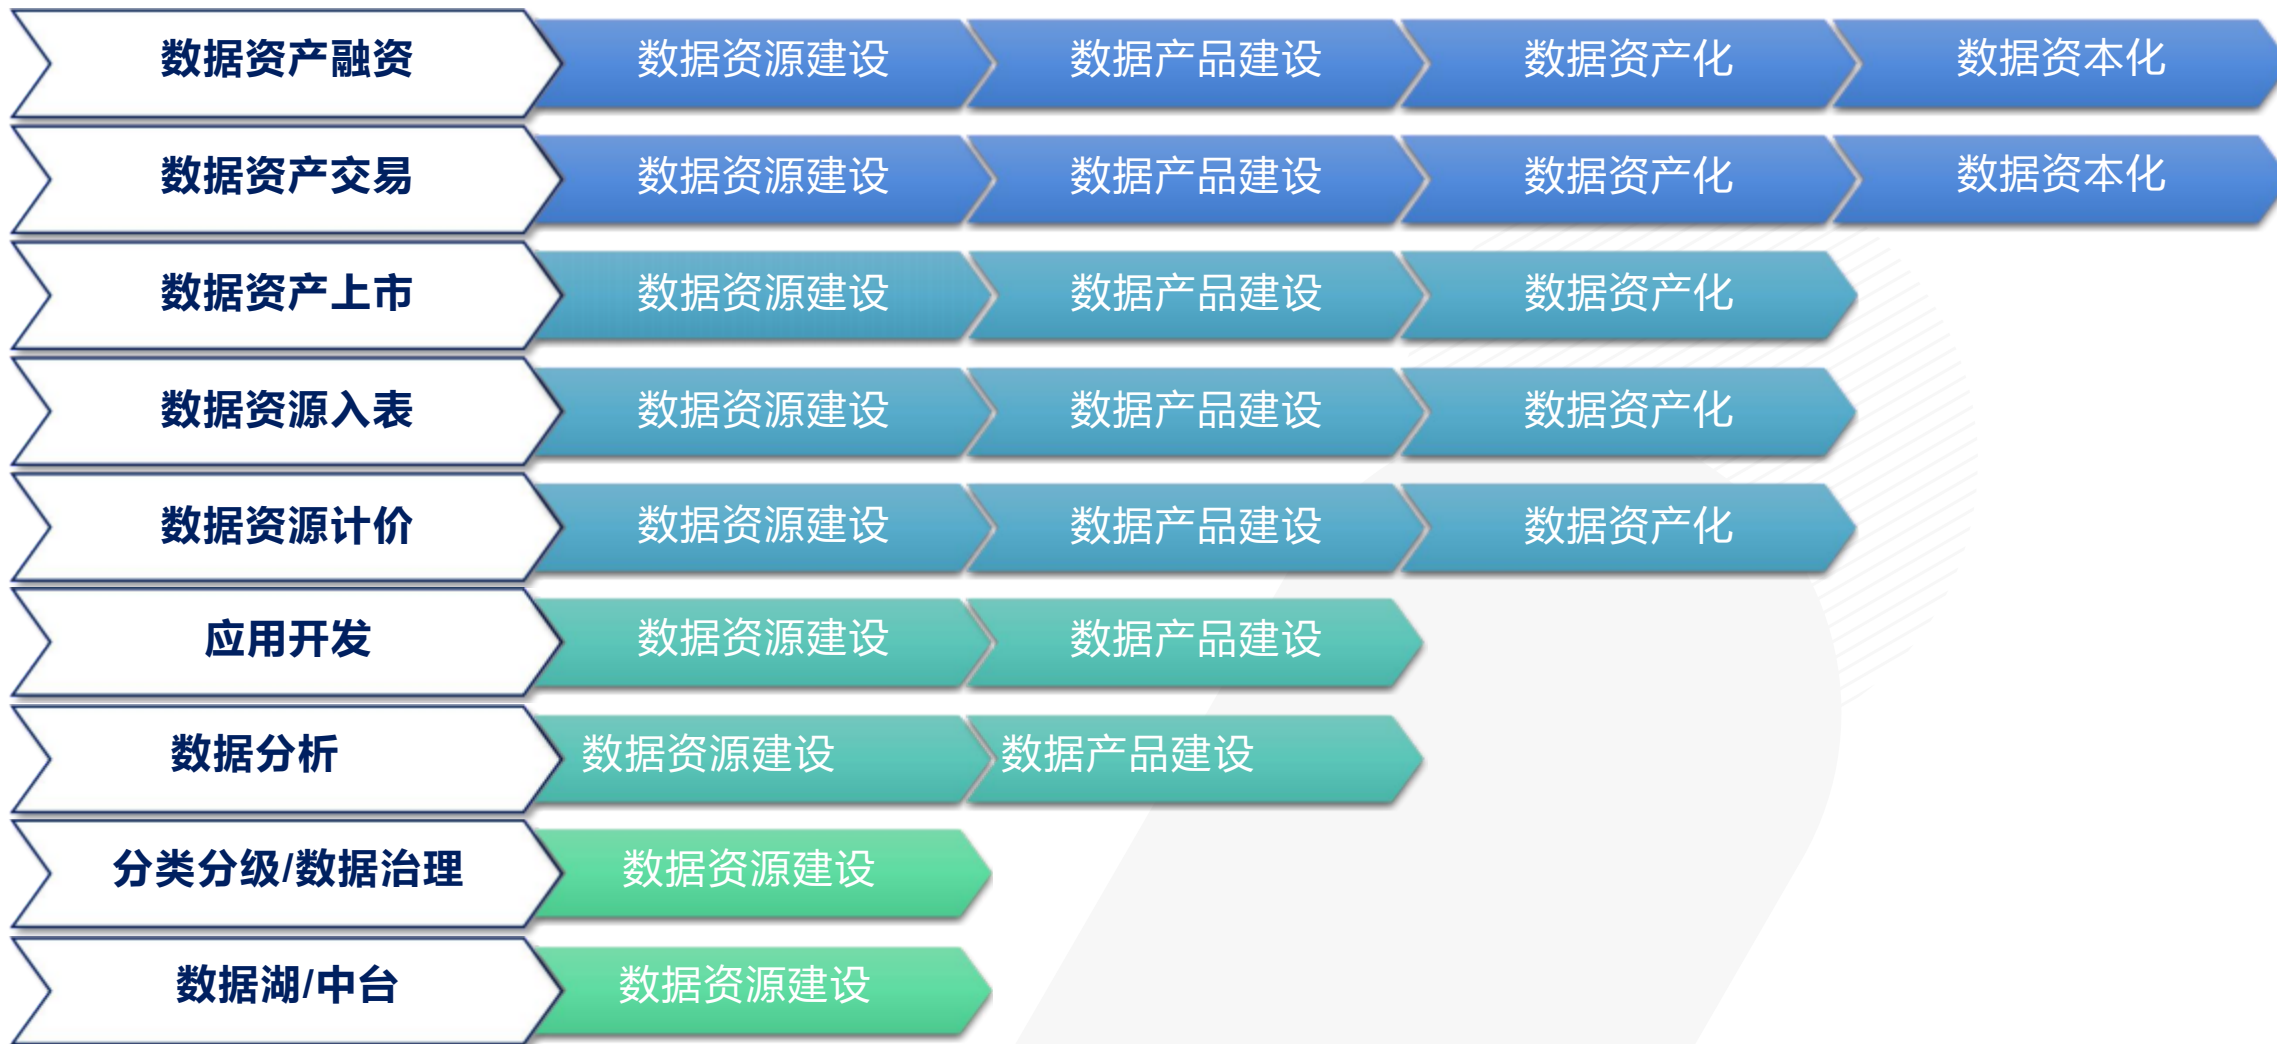 数据资产融资 数据资源建设 数据产品建设 数据资产化 数据资本化
数据资产交易 数据资源建设 数据产品建设 数据资产化 数据资本化
数据资产上市 数据资源建设 数据产品建设 数据资产化
数据资源入表 数据资源建设 数据产品建设 数据资产化
数据资源计价 数据资源建设 数据产品建设 数据资产化
应用开发 数据资源建设 数据产品建设
数据分析 数据资源建设 数据产品建设
分类分级/数据治理 数据资源建设
数据湖/中台 数据资源建设